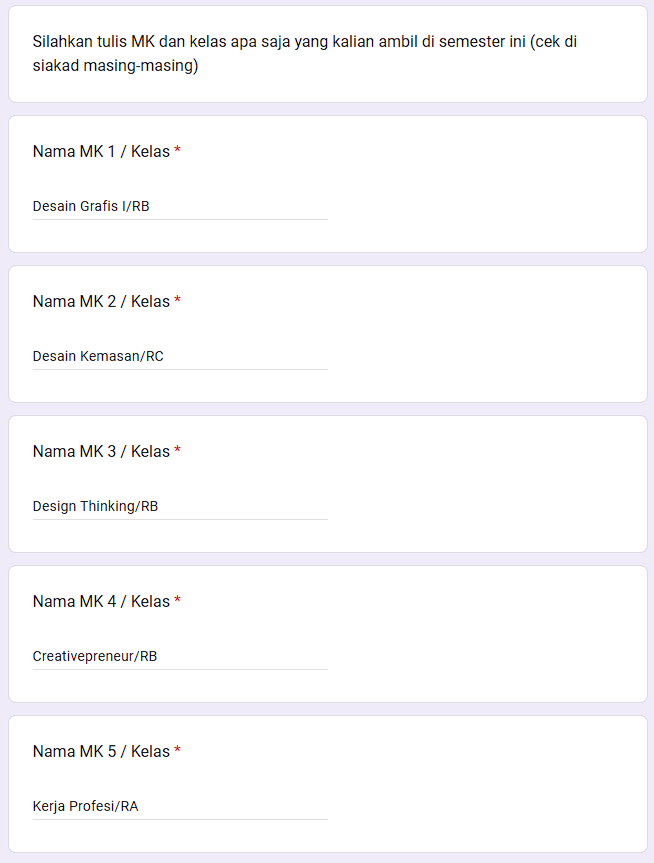 Silahkan tulis MK dan kelas apa saja yang kalian ambil di semester ini (cek di
siakad masing-masing)
Nama MK 1 / Kelas *
Desain Grafis I/RB
Nama MK 2 / Kelas *
Desain Kemasan/RC
Nama MK 3 / Kelas *
Design Thinking/RB
Nama MK 4 / Kelas *
Creativepreneur/RB
Nama MK 5 / Kelas *
Kerja Profesi/RA